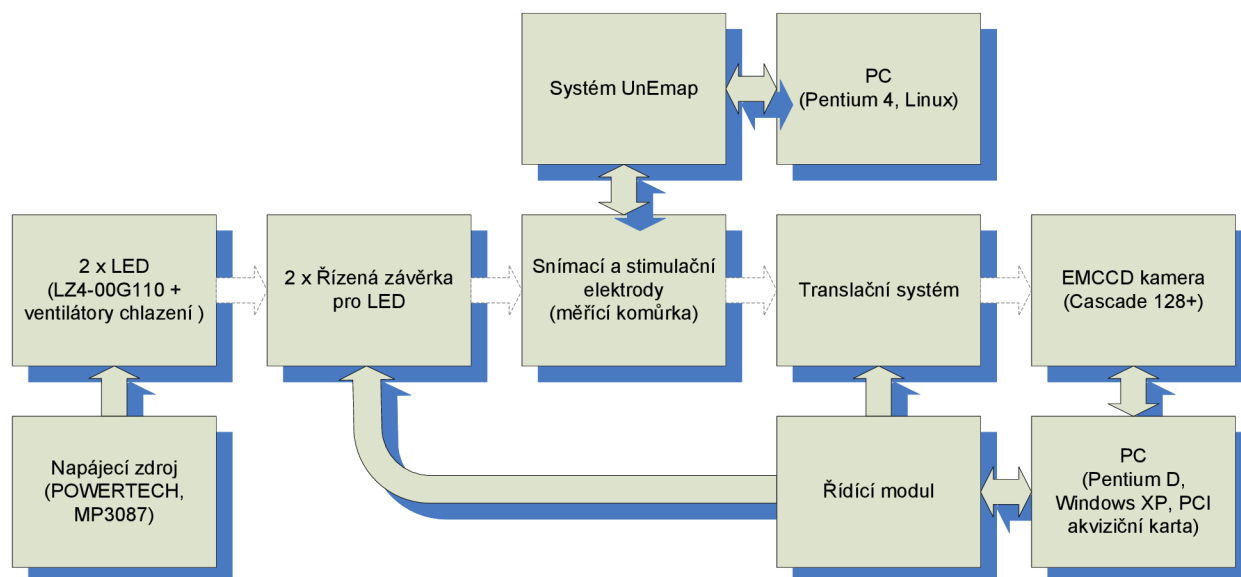 Systém UnEmap
PC
(Pentium 4, Linux)
2 x LED
(LZ4-00G110 +
ventilátory chlazení )
2 x Řízená závěrka
pro LED
Snímací a stimulační
elektrody
(měřící komůrka)
Translační systém
EMCCD kamera
(Cascade 128+)
Napájecí zdroj
(POWERTECH,
MP3087)
Řídící modul
PC
(Pentium D,
Windows XP, PCI
akviziční karta)